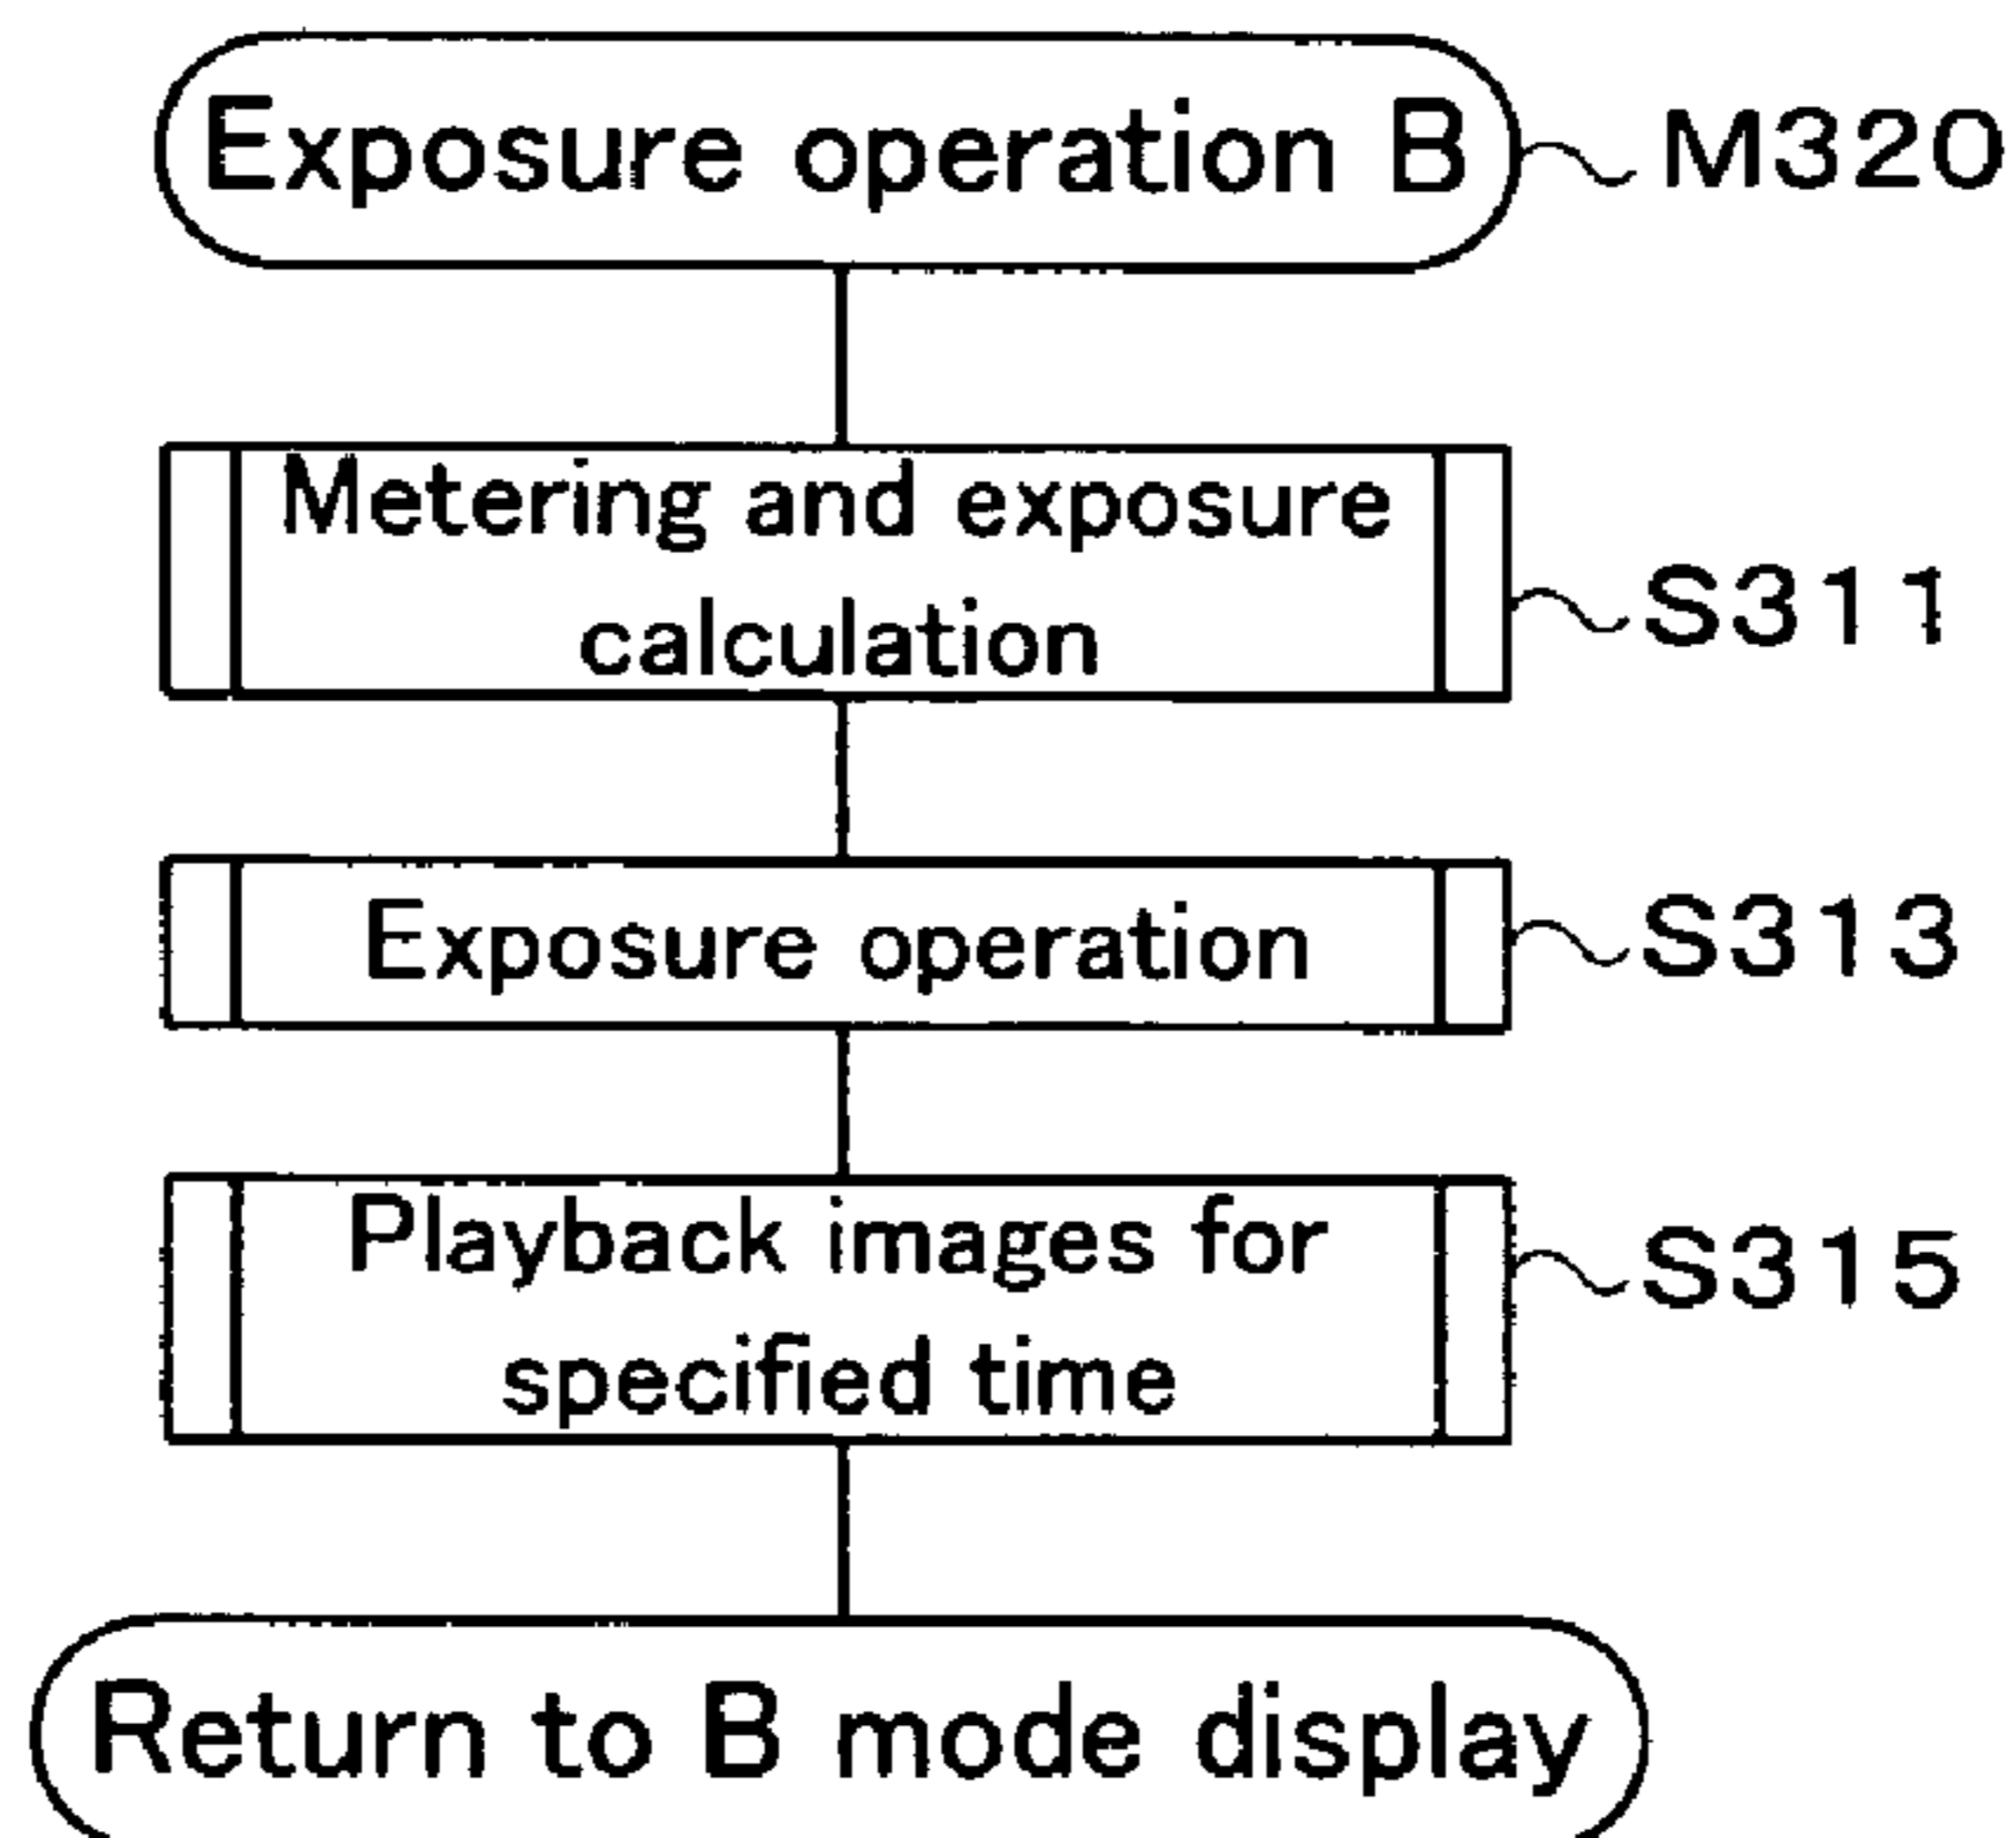 Exposure operation B M320
Metering and exposure
calculation S311
Exposure operation S313
Playback images for S315
specified time
Return to B mode display